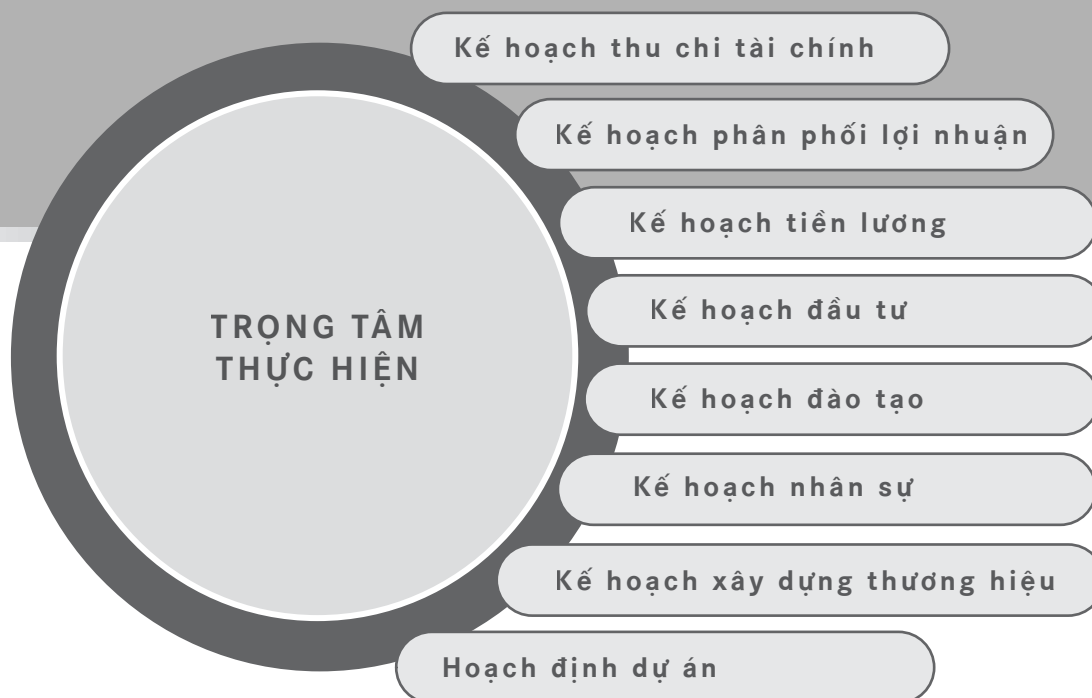 Kế hoạch thu chi tài chính
Kế hoạch phân phối lợi nhuận
Kế hoạch tiền lương
Kế hoạch đầu tư
TRỌNG TÂM
THỰC HIỆN
Kế hoạch đào tạo
Kế hoạch nhân sự
Kế hoạch xây dựng thương hiệu
Hoạch định dự án